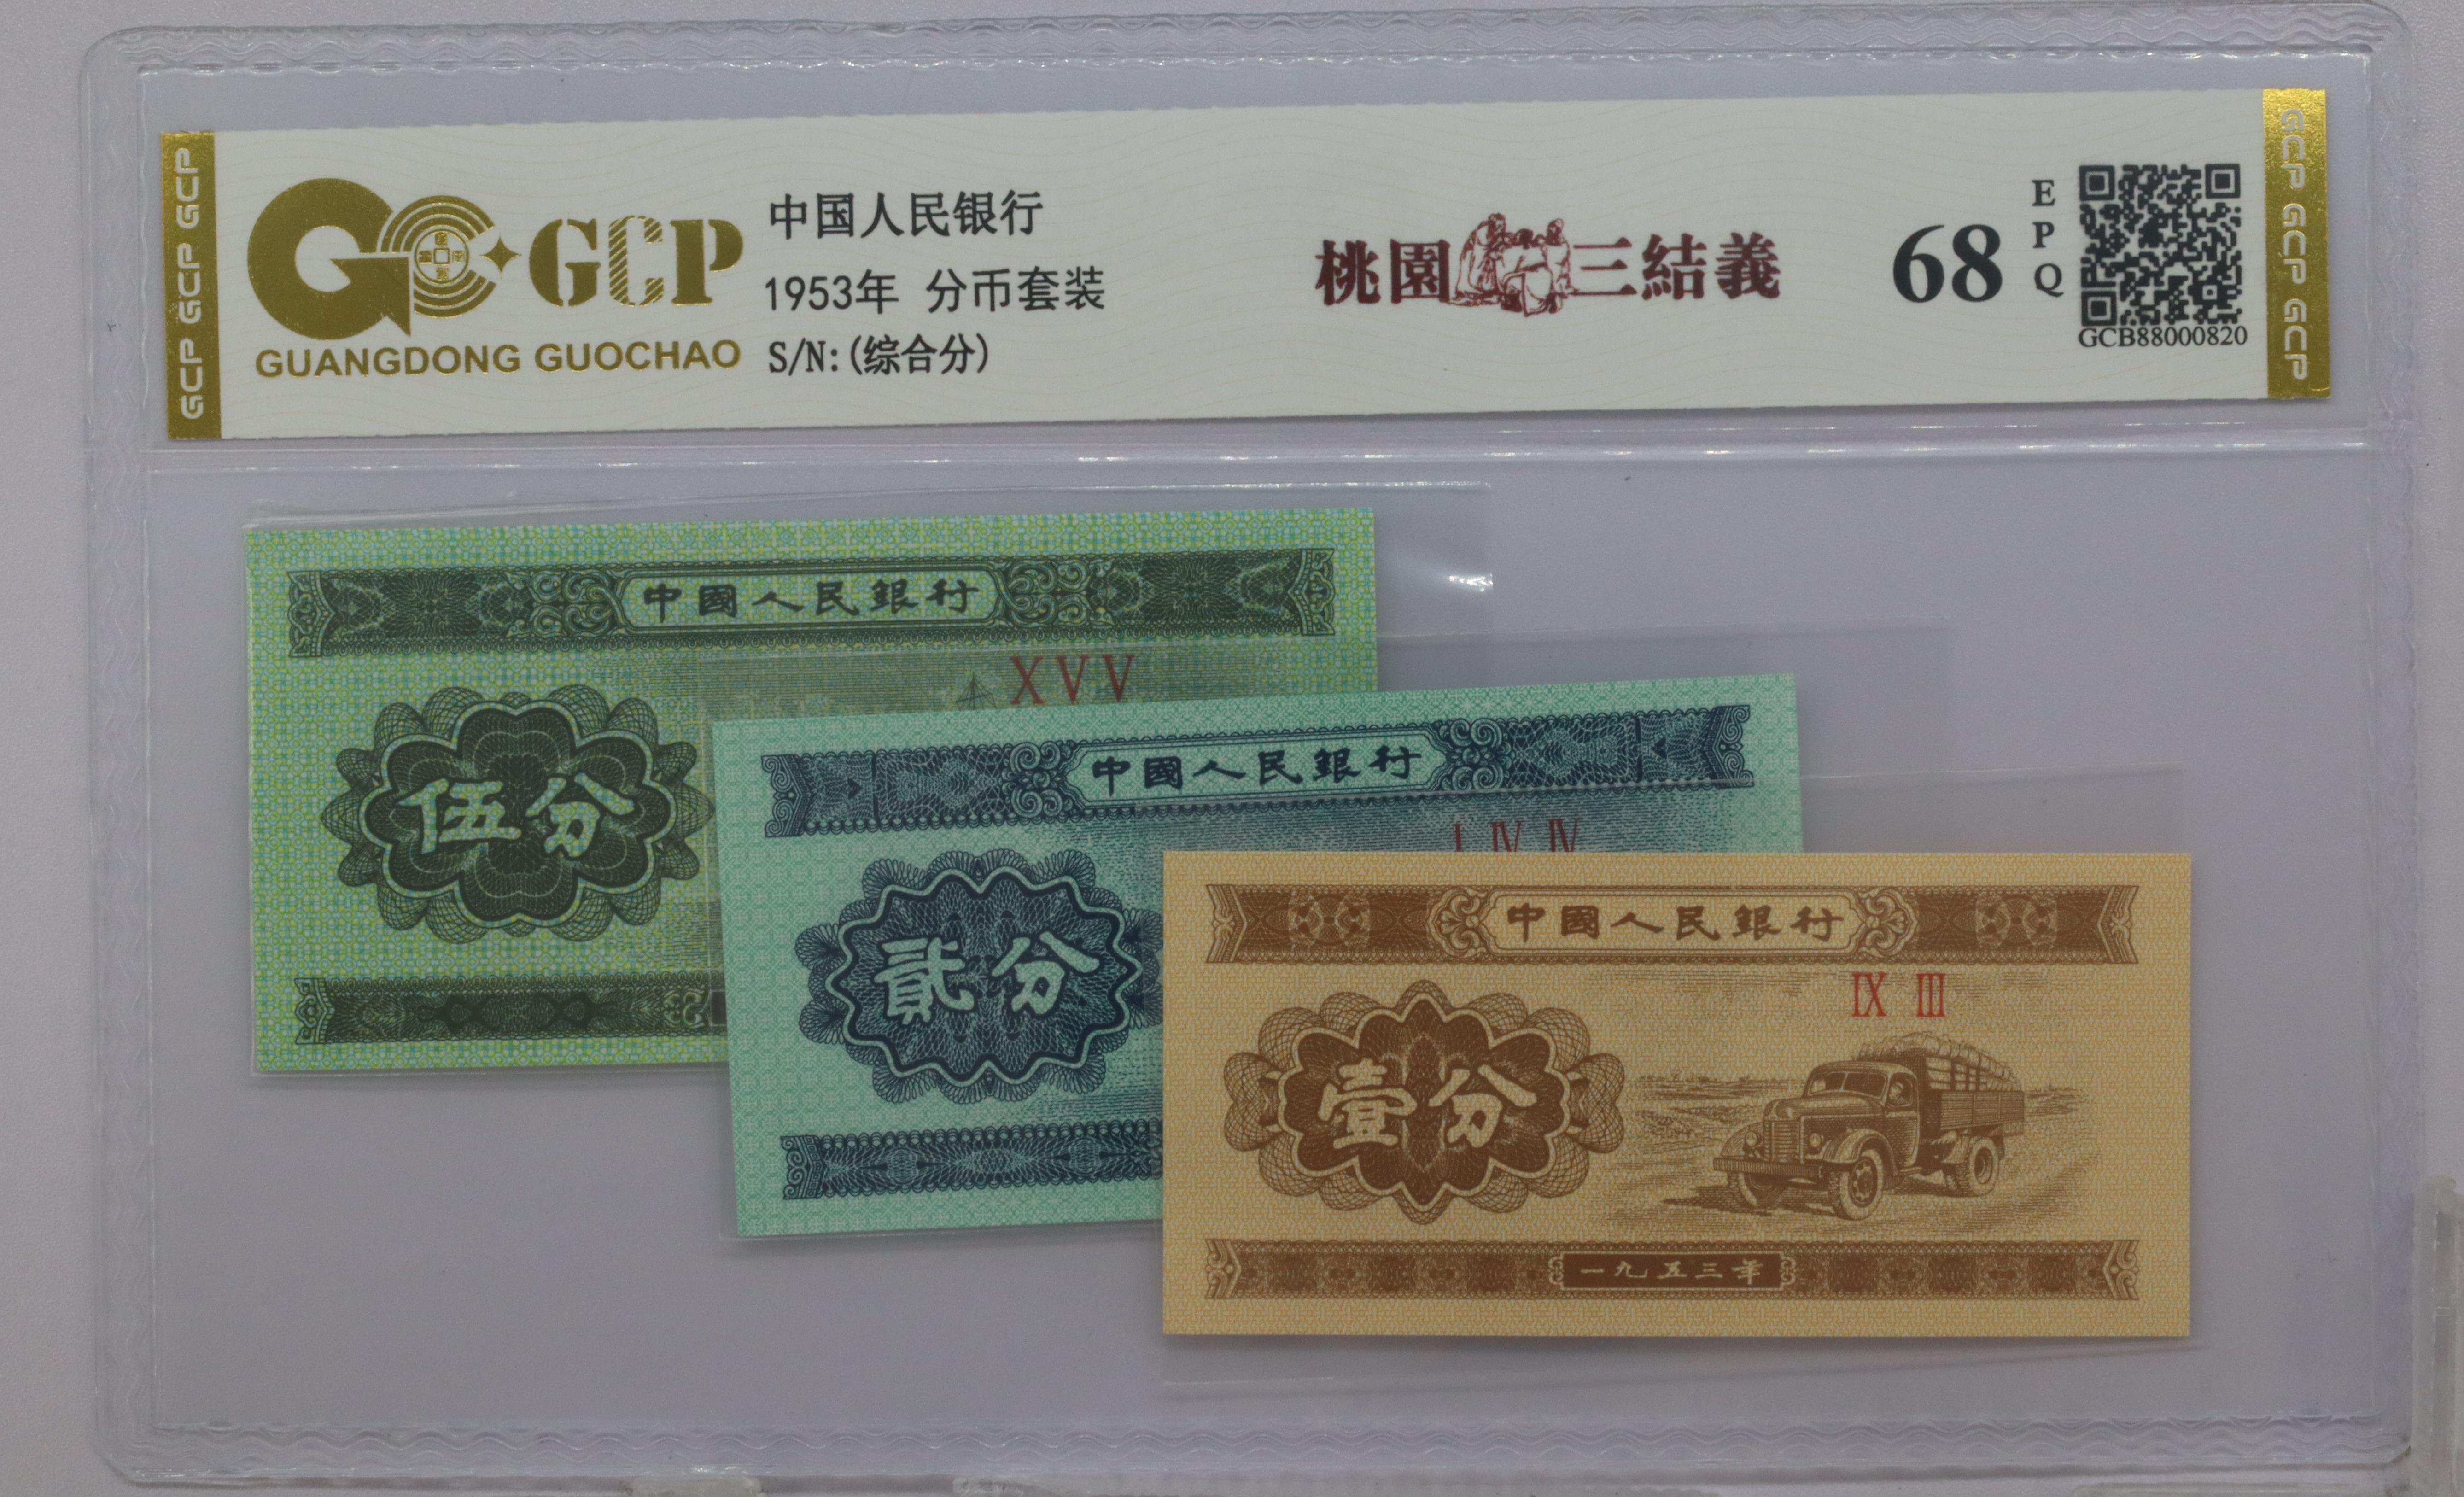 GCP GCP GCP
GCP
GUANGDONG GUOCHAO
中国人民银行
1953年 分币套装
S/N:(综合分)
桃園三結義
68
EPQ
GCB88000820
GCP GCP GCP
中國人民銀行
XVV
伍分
中國人民銀行
I IV IV
貳分
中國人民銀行
IX III
壹分
一九五三年